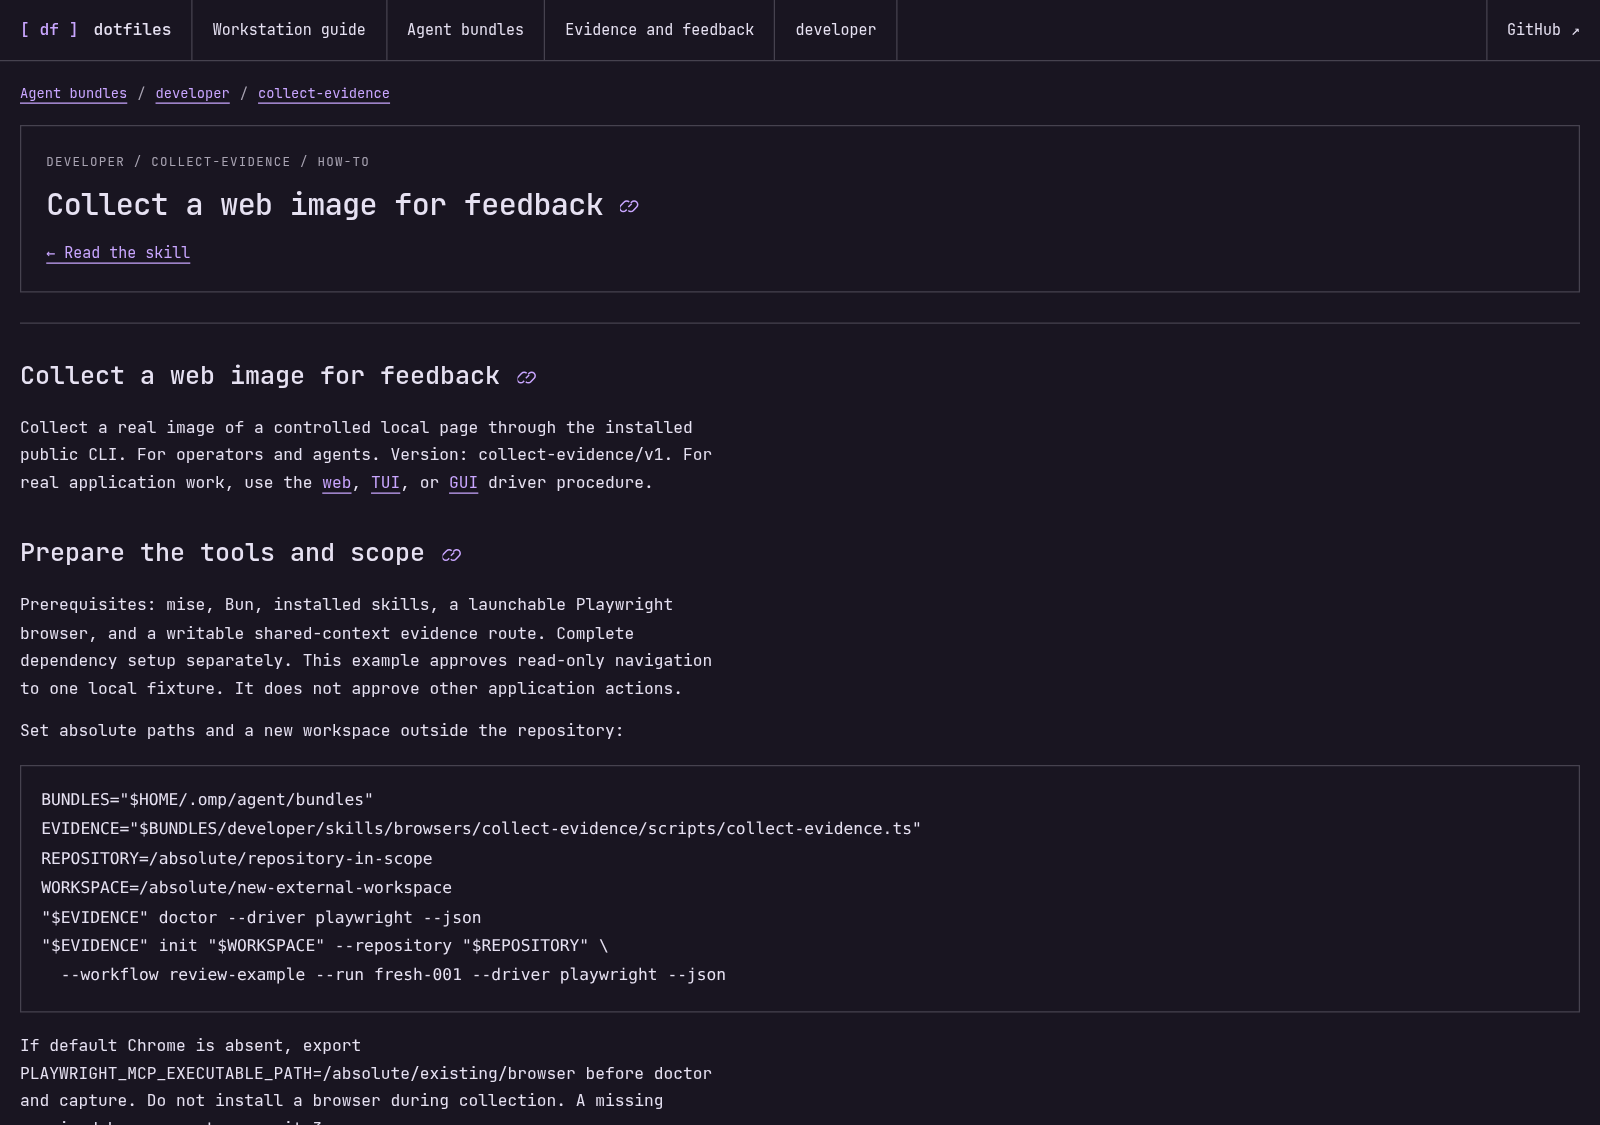 [ df ] dotfiles
Workstation guide
Agent bundles
Evidence and feedback
developer
GitHub ↗
Agent bundles / developer / collect-evidence
DEVELOPER / COLLECT-EVIDENCE / HOW-TO
Collect a web image for feedback
← Read the skill
Collect a web image for feedback
Collect a real image of a controlled local page through the installed
public CLI. For operators and agents. Version: collect-evidence/v1. For
real application work, use the web, TUI, or GUI driver procedure.
Prepare the tools and scope
Prerequisites: mise, Bun, installed skills, a launchable Playwright
browser, and a writable shared-context evidence route. Complete
dependency setup separately. This example approves read-only navigation
to one local fixture. It does not approve other application actions.
Set absolute paths and a new workspace outside the repository:
BUNDLES="$HOME/.omp/agent/bundles"
EVIDENCE="$BUNDLES/developer/skills/browsers/collect-evidence/scripts/collect-evidence.ts"
REPOSITORY=/absolute/repository-in-scope
WORKSPACE=/absolute/new-external-workspace
"$EVIDENCE" doctor --driver playwright --json
"$EVIDENCE" init "$WORKSPACE" --repository "$REPOSITORY" \
  --workflow review-example --run fresh-001 --driver playwright --json
If default Chrome is absent, export
PLAYWRIGHT_MCP_EXECUTABLE_PATH=/absolute/existing/browser before doctor
and capture. Do not install a browser during collection. A missing